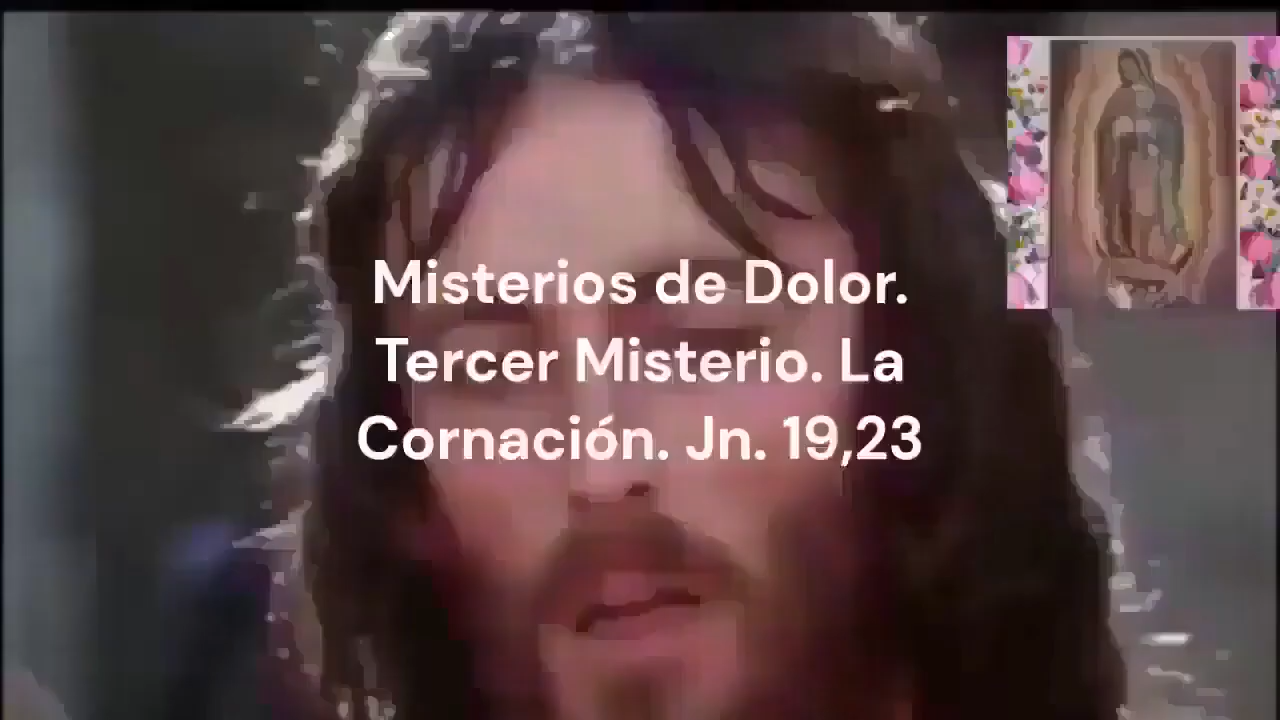 Misterios de Dolor.
Tercer Misterio. La
Cornación. Jn. 19,23